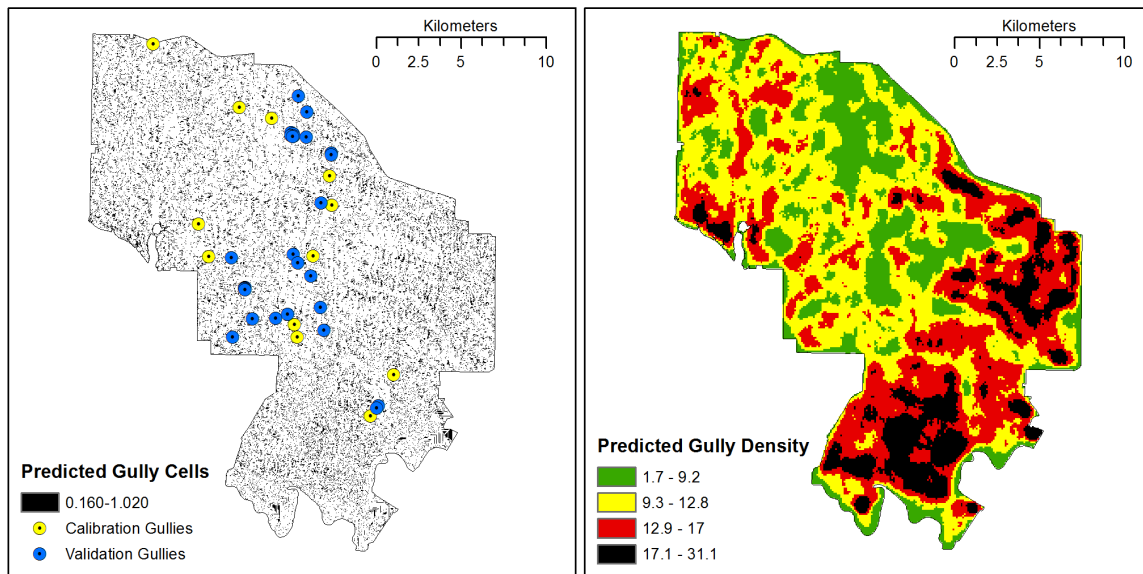 Kilometers
0 2.5 5 10
Predicted Gully Cells
0.160-1.020
Calibration Gullies
Validation Gullies
Kilometers
0 2.5 5 10
Predicted Gully Density
1.7 - 9.2
9.3 - 12.8
12.9 - 17
17.1 - 31.1